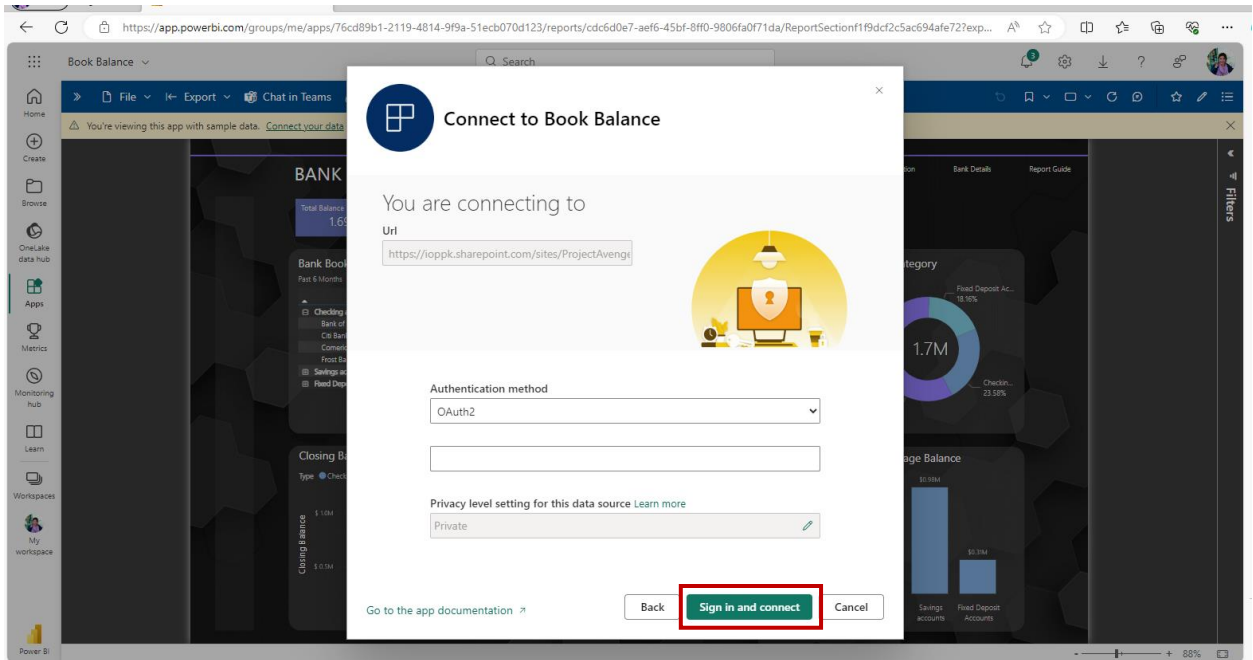 https://app.powerbi.com/groups/me/apps/76cd89b1-2119-4814-9f9a-51ecb070d123/reports/cdc6d0e7-aef6-45bf-8ff0-9806fa0f71da/ReportSectionf1f9dcf2c5ac694afe72?exp...
Book Balance
Search
3
Home
Create
Browse
OneLake
data hub
Apps
Metrics
Monitoring
hub
Learn
Workspaces
My
workspace
Power BI
File
Export
Chat in Teams
You're viewing this app with sample data. Connect your data
BANK
Total Balance
1.69
Bank Book
Past 6 Months
Checking
Bank of
Citi Bank
Comeric
Frost Ba
Savings ac
Fixed Dep
Closing Ba
Type Check
Closing Balance
$ 1.0M
$ 0.5M
Connect to Book Balance
You are connecting to
Url
https://ioppk.sharepoint.com/sites/ProjectAvenge
Authentication method
OAuth2
Privacy level setting for this data source Learn more
Private
Go to the app documentation
Back
Sign in and connect
Cancel
tion
Bank Details
Report Guide
tegory
Fixed Deposit Ac...
18.16%
1.7M
Checkin...
23.58%
age Balance
$0.98M
$0.31M
Savings
accounts
Fixed Deposit
Accounts
Filters
88%